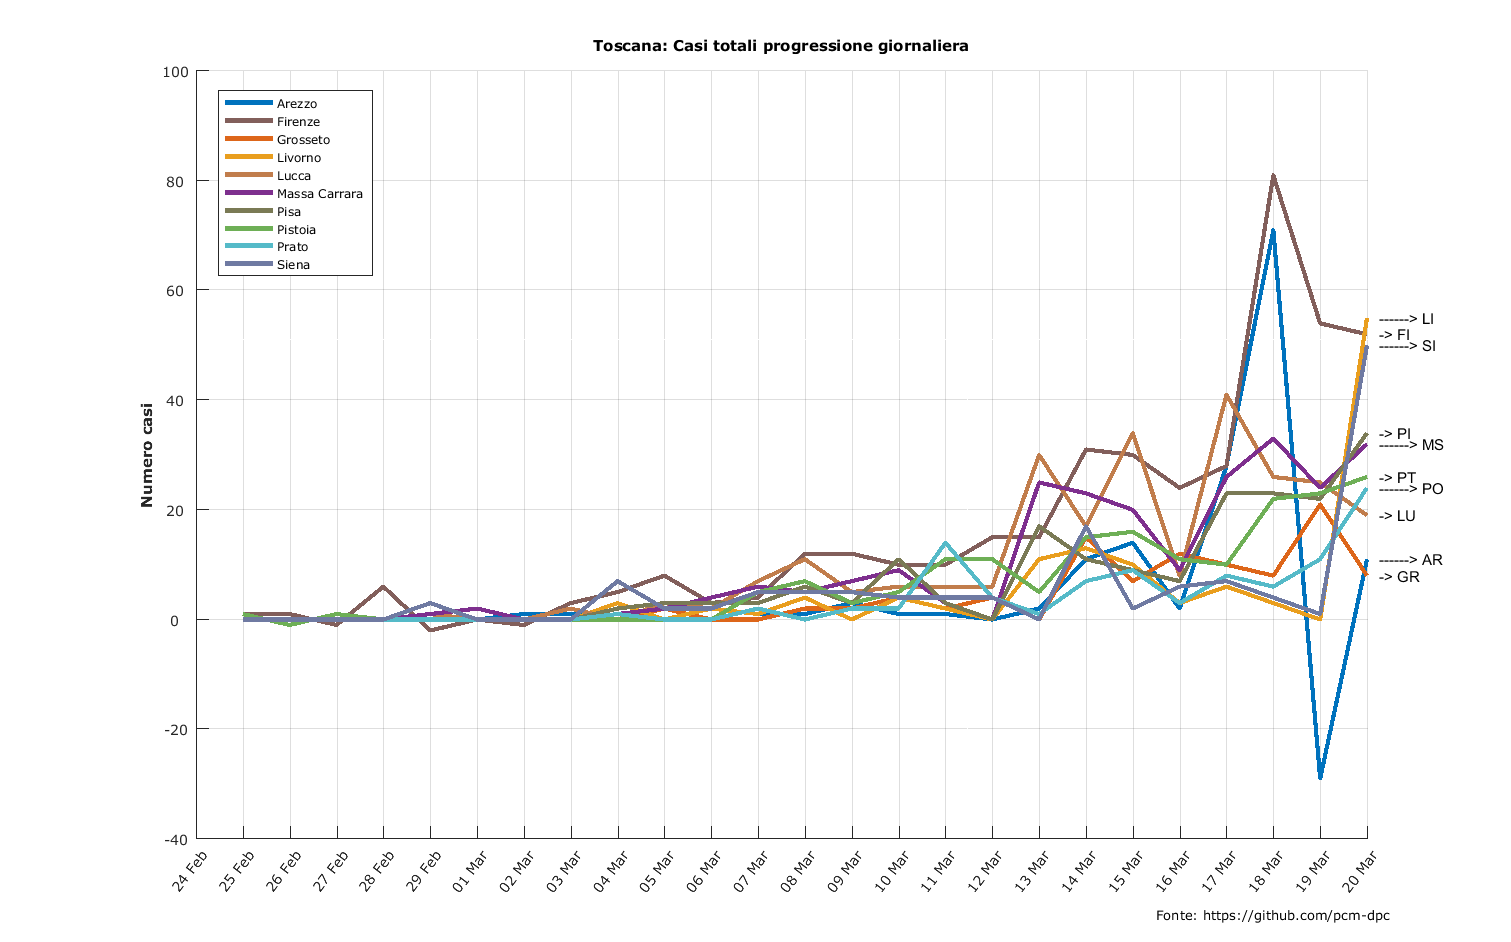 Toscana: Casi totali progressione giornaliera
100
80
60
40
20
0
-20
-40
Numero casi
Arezzo
Firenze
Grosseto
Livorno
Lucca
Massa Carrara
Pisa
Pistoia
Prato
Siena
------> LI
-> FI
------> SI
-> PI
------> MS
-> PT
------> PO
-> LU
------> AR
-> GR
24 Feb
25 Feb
26 Feb
27 Feb
28 Feb
29 Feb
01 Mar
02 Mar
03 Mar
04 Mar
05 Mar
06 Mar
07 Mar
08 Mar
09 Mar
10 Mar
11 Mar
12 Mar
13 Mar
14 Mar
15 Mar
16 Mar
17 Mar
18 Mar
19 Mar
20 Mar
Fonte: https://github.com/pcm-dpc